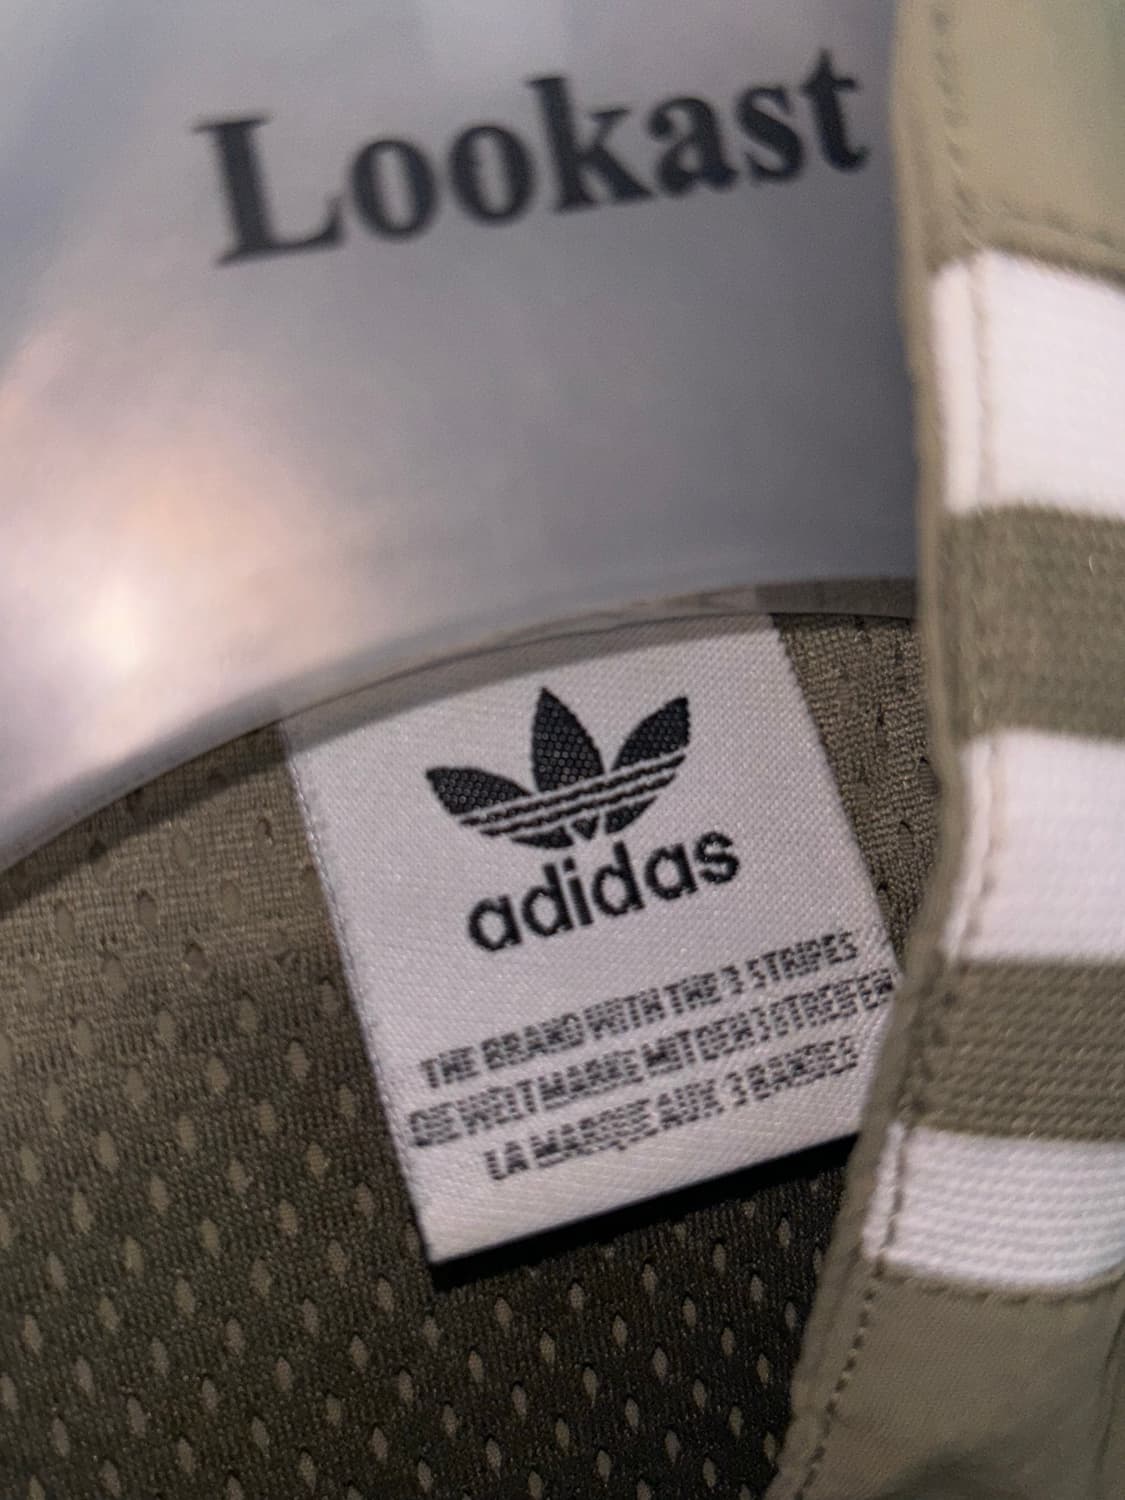 Lookast
adidas
THE BRAND WITH THE 3 STRIPES
DIE WELTMARKE MIT DEN 3 STREIFEN
LA MARQUE AUX 3 BANDES